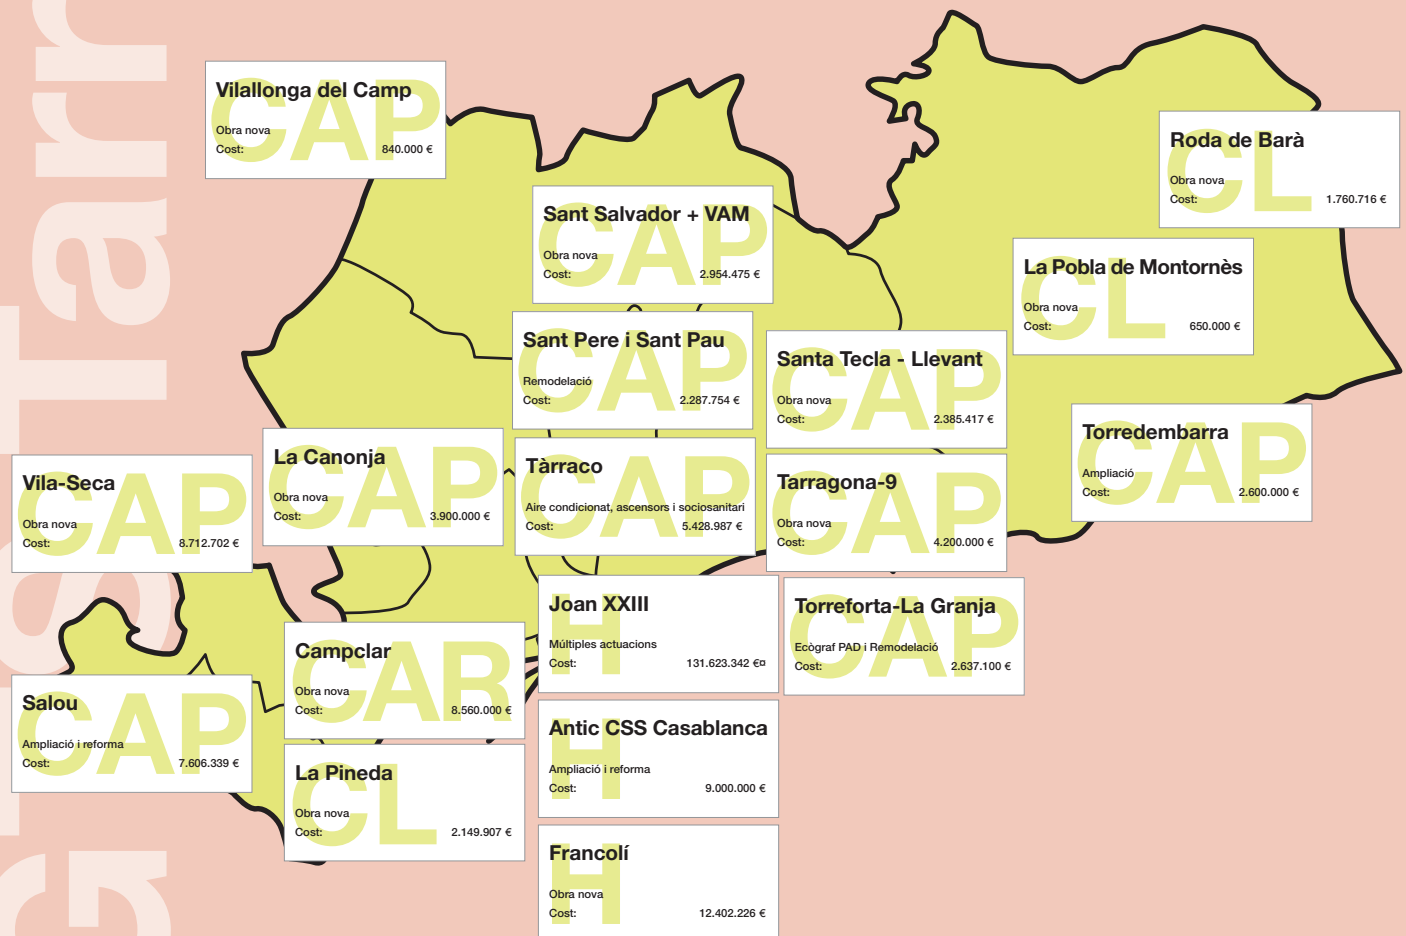 GTS Tarr
CAP
Vilallonga del Camp
Obra nova
Cost: 840.000 €
CL
Roda de Barà
Obra nova
Cost: 1.760.716 €
CAP
Sant Salvador + VAM
Obra nova
Cost: 2.954.475 €
CL
La Pobla de Montornès
Obra nova
Cost: 650.000 €
CAP
Sant Pere i Sant Pau
Remodelació
Cost: 2.287.754 €
CAP
Santa Tecla - Llevant
Obra nova
Cost: 2.385.417 €
CAP
Torredembarra
Ampliació
Cost: 2.600.000 €
CAP
La Canonja
Obra nova
Cost: 3.900.000 €
CAP
Tàrraco
Aire condicionat, ascensors i sociosanitari
Cost: 5.428.987 €
CAP
Tarragona-9
Obra nova
Cost: 4.200.000 €
CAP
Vila-Seca
Obra nova
Cost: 8.712.702 €
H
Joan XXIII
Múltiples actuacions
Cost: 131.623.342 €¤
CAP
Torreforta-La Granja
Ecògraf PAD i Remodelació
Cost: 2.637.100 €
CAR
Campclar
Obra nova
Cost: 8.560.000 €
CAP
Salou
Ampliació i reforma
Cost: 7.606.339 €
H
Antic CSS Casablanca
Ampliació i reforma
Cost: 9.000.000 €
CL
La Pineda
Obra nova
Cost: 2.149.907 €
H
Francolí
Obra nova
Cost: 12.402.226 €